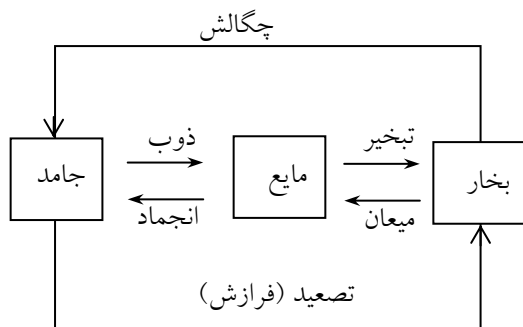 چگالش
ذوب
تبخیر
جامد
مایع
بخار
انجماد
میعان
تصعید (فرازش)